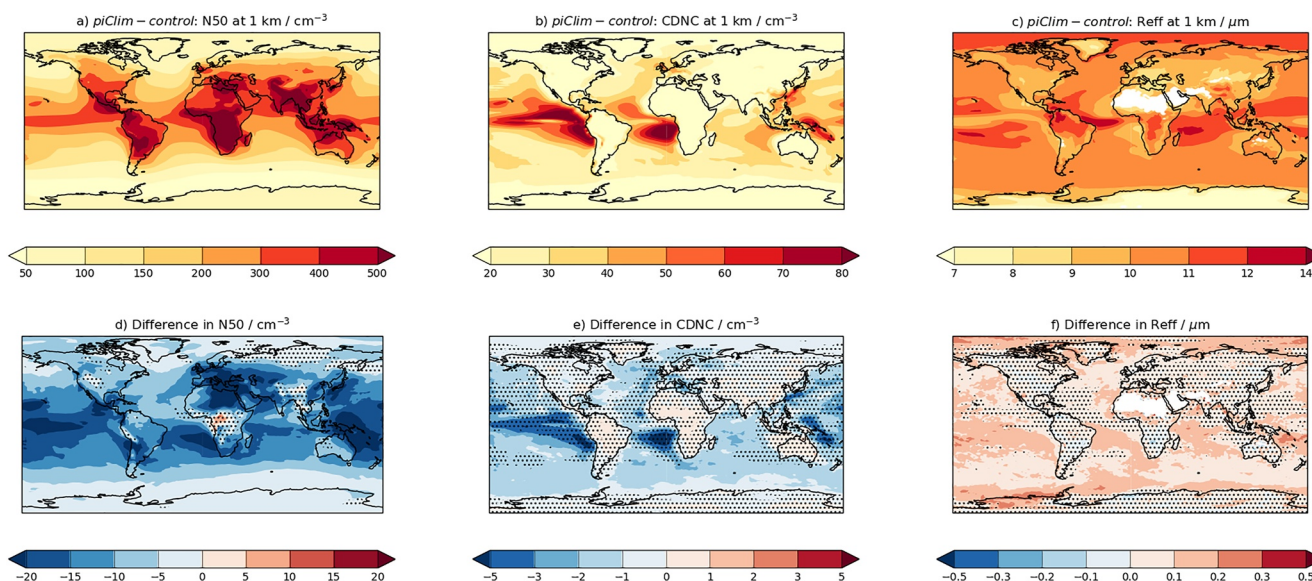 a) piClim−control: N50 at 1 km / cm⁻³
b) piClim−control: CDNC at 1 km / cm⁻³
c) piClim−control: Reff at 1 km / μm
50 100 150 200 300 400 500
20 30 40 50 60 70 80
7 8 9 10 11 12 14
d) Difference in N50 / cm⁻³
e) Difference in CDNC / cm⁻³
f) Difference in Reff / μm
−20 −15 −10 −5 0 5 10 15 20
−5 −3 −2 −1 0 1 2 3 5
−0.5 −0.3 −0.2 −0.1 0.0 0.1 0.2 0.3 0.5